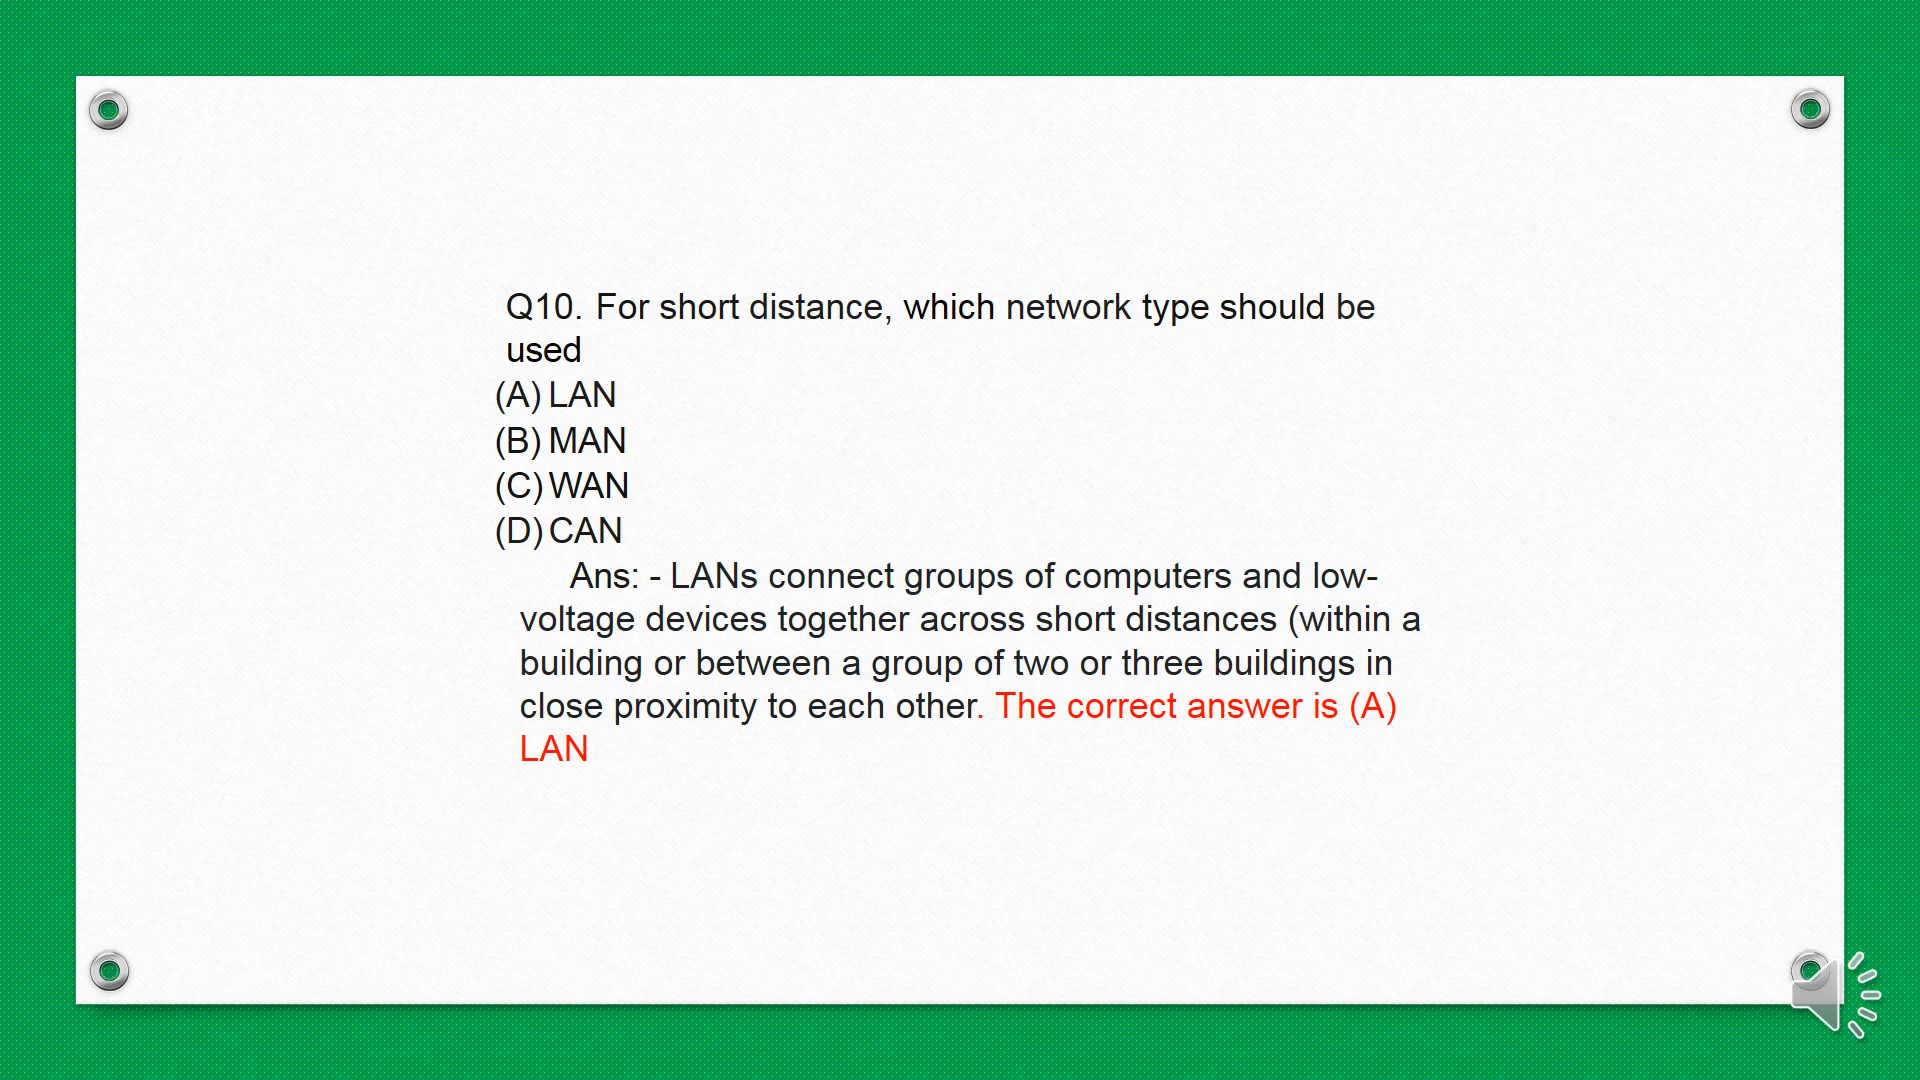 Q10. For short distance, which network type should be
used
(A) LAN
(B) MAN
(C) WAN
(D) CAN
Ans: - LANs connect groups of computers and low-
voltage devices together across short distances (within a
building or between a group of two or three buildings in
close proximity to each other. The correct answer is (A)
LAN